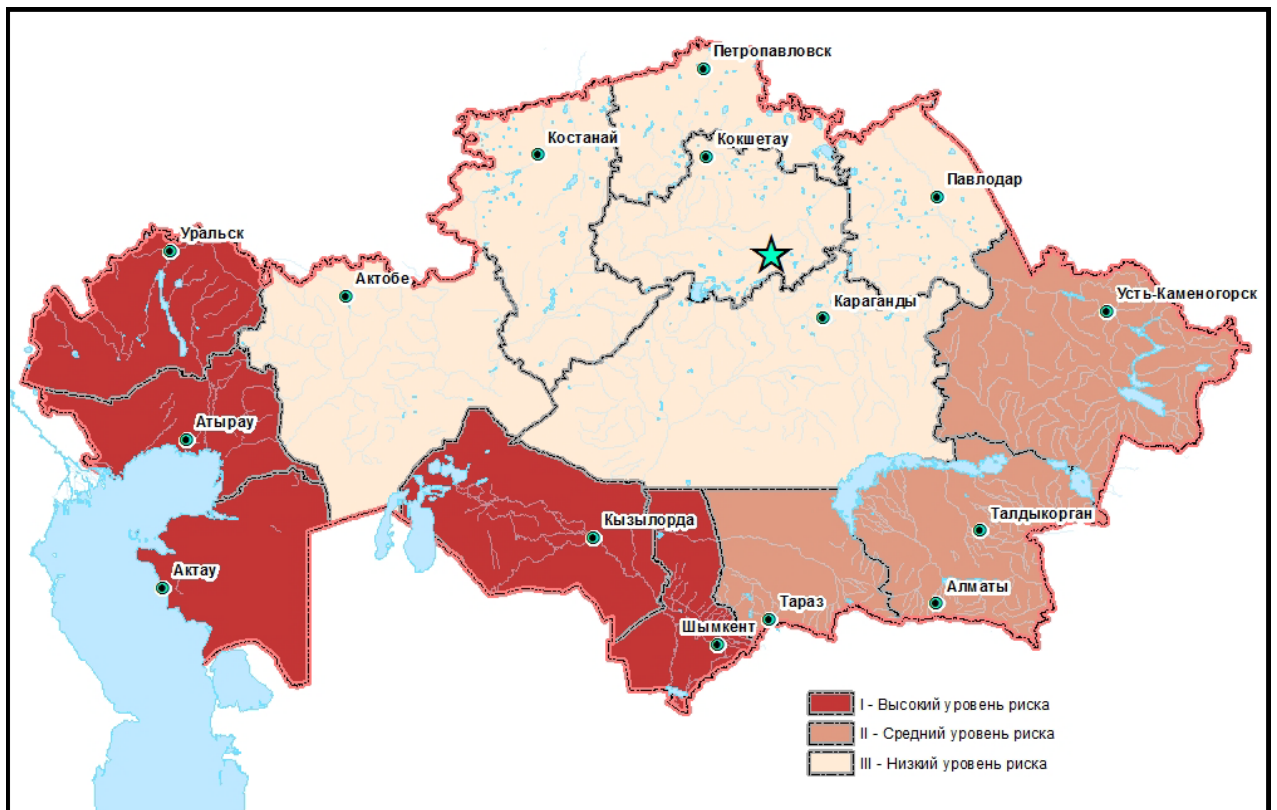 Петропавловск
Костанай
Кокшетау
Павлодар
Уральск
Актобе
Караганды
Усть-Каменогорск
Атырау
Кызылорда
Талдыкорган
Актау
Алматы
Тараз
Шымкент
I - Высокий уровень риска
II - Средний уровень риска
III - Низкий уровень риска